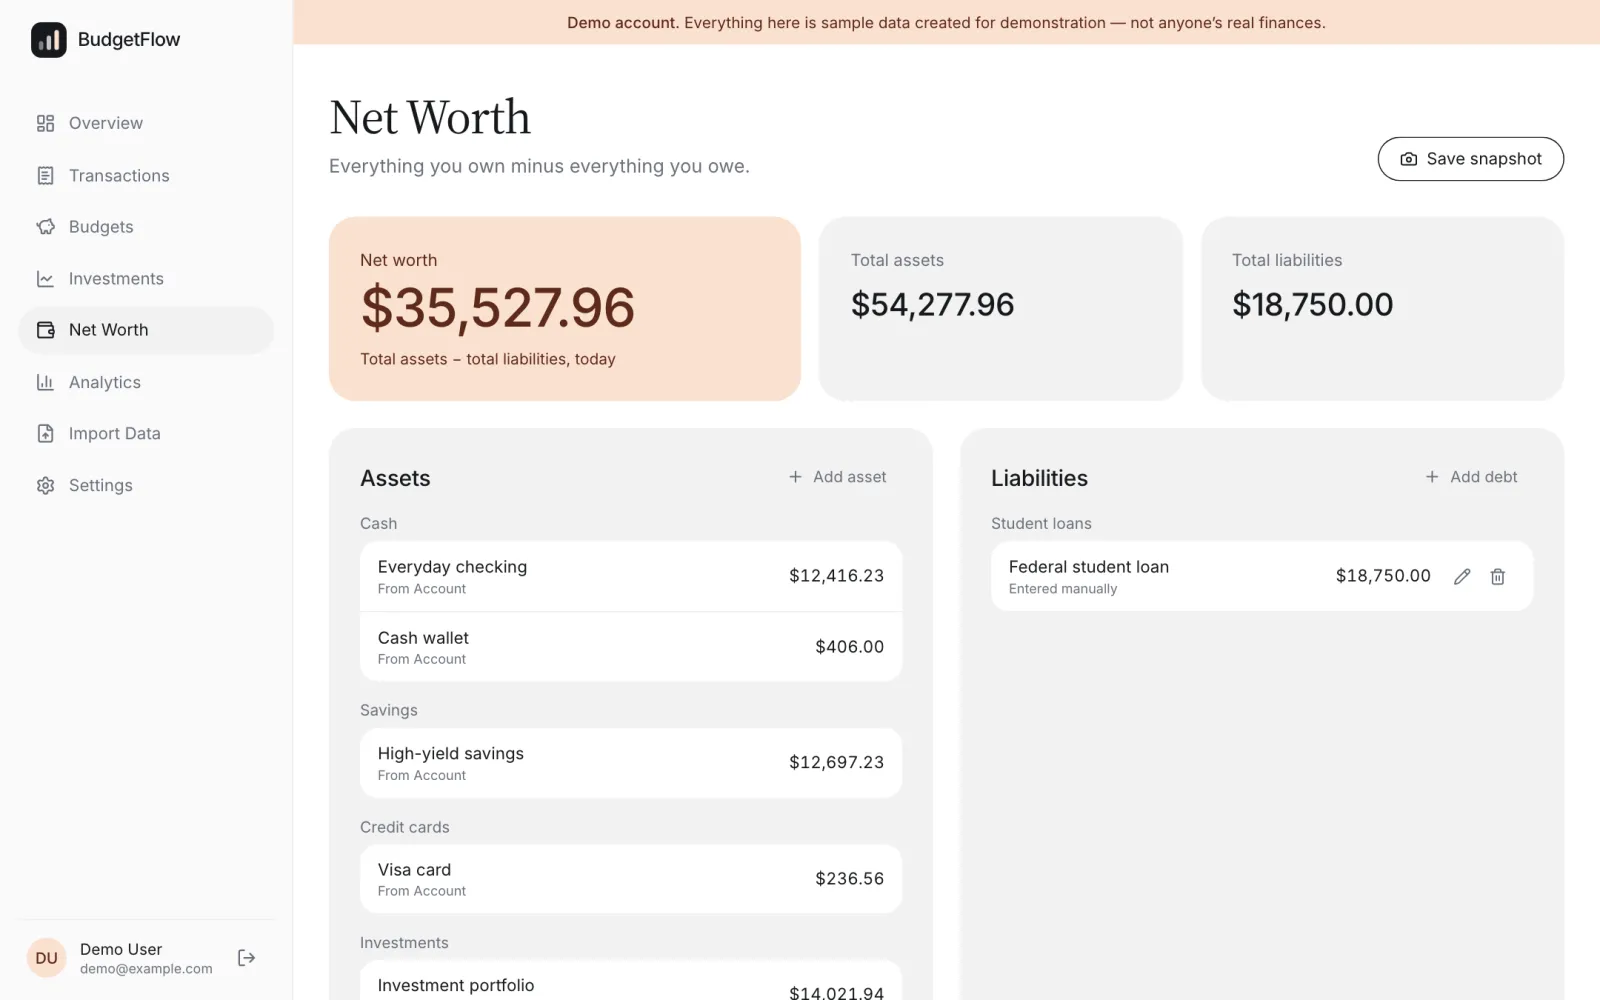 BudgetFlow
Overview
Transactions
Budgets
Investments
Net Worth
Analytics
Import Data
Settings
DU
Demo User
demo@example.com
Demo account. Everything here is sample data created for demonstration — not anyone’s real finances.
Net Worth
Everything you own minus everything you owe.
Save snapshot
Net worth
$35,527.96
Total assets – total liabilities, today
Total assets
$54,277.96
Total liabilities
$18,750.00
Assets
+ Add asset
Cash
Everyday checking
From Account
$12,416.23
Cash wallet
From Account
$406.00
Savings
High-yield savings
From Account
$12,697.23
Credit cards
Visa card
From Account
$236.56
Investments
Investment portfolio
$14,021.94
Liabilities
+ Add debt
Student loans
Federal student loan
Entered manually
$18,750.00